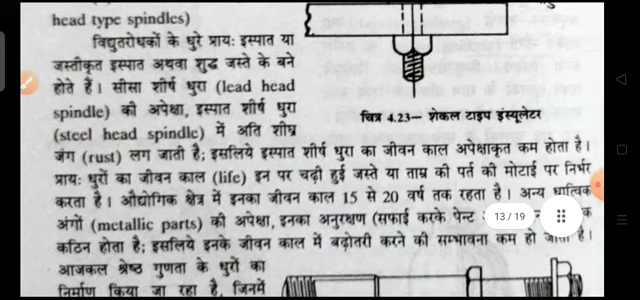 head type spindles)
विद्युतरोधकों के धुरे प्रायः इस्पात या
जस्तीकृत इस्पात अथवा शुद्ध जस्ते के बने
होते हैं। सीसा शीर्ष धुरा (lead head
spindle) की अपेक्षा, इस्पात शीर्ष धुरा
(steel head spindle) में अति शीघ्र
चित्र 4.23— शेकल टाइप इंस्यूलेटर
जंग (rust) लग जाती है; इसलिये इस्पात शीर्ष धुरा का जीवन काल अपेक्षाकृत कम होता है।
प्रायः धुरों का जीवन काल (life) इन पर चढ़ी हुई जस्ते या ताम्र की पर्त की मोटाई पर निर्भर
करता है। औद्योगिक क्षेत्र में इनका जीवन काल 15 से 20 वर्ष तक रहता है। अन्य धात्विक
अंगों (metallic parts) की अपेक्षा, इनका अनुरक्षण (सफाई करके पेन्ट
13/19
कठिन होता है; इसलिये इनके जीवन काल में बढ़ोतरी करने की सम्भावना कम हो जाती है।
आजकल श्रेष्ठ गुणता के धुरों का
निर्माण किया जा रहा है, जिनमें